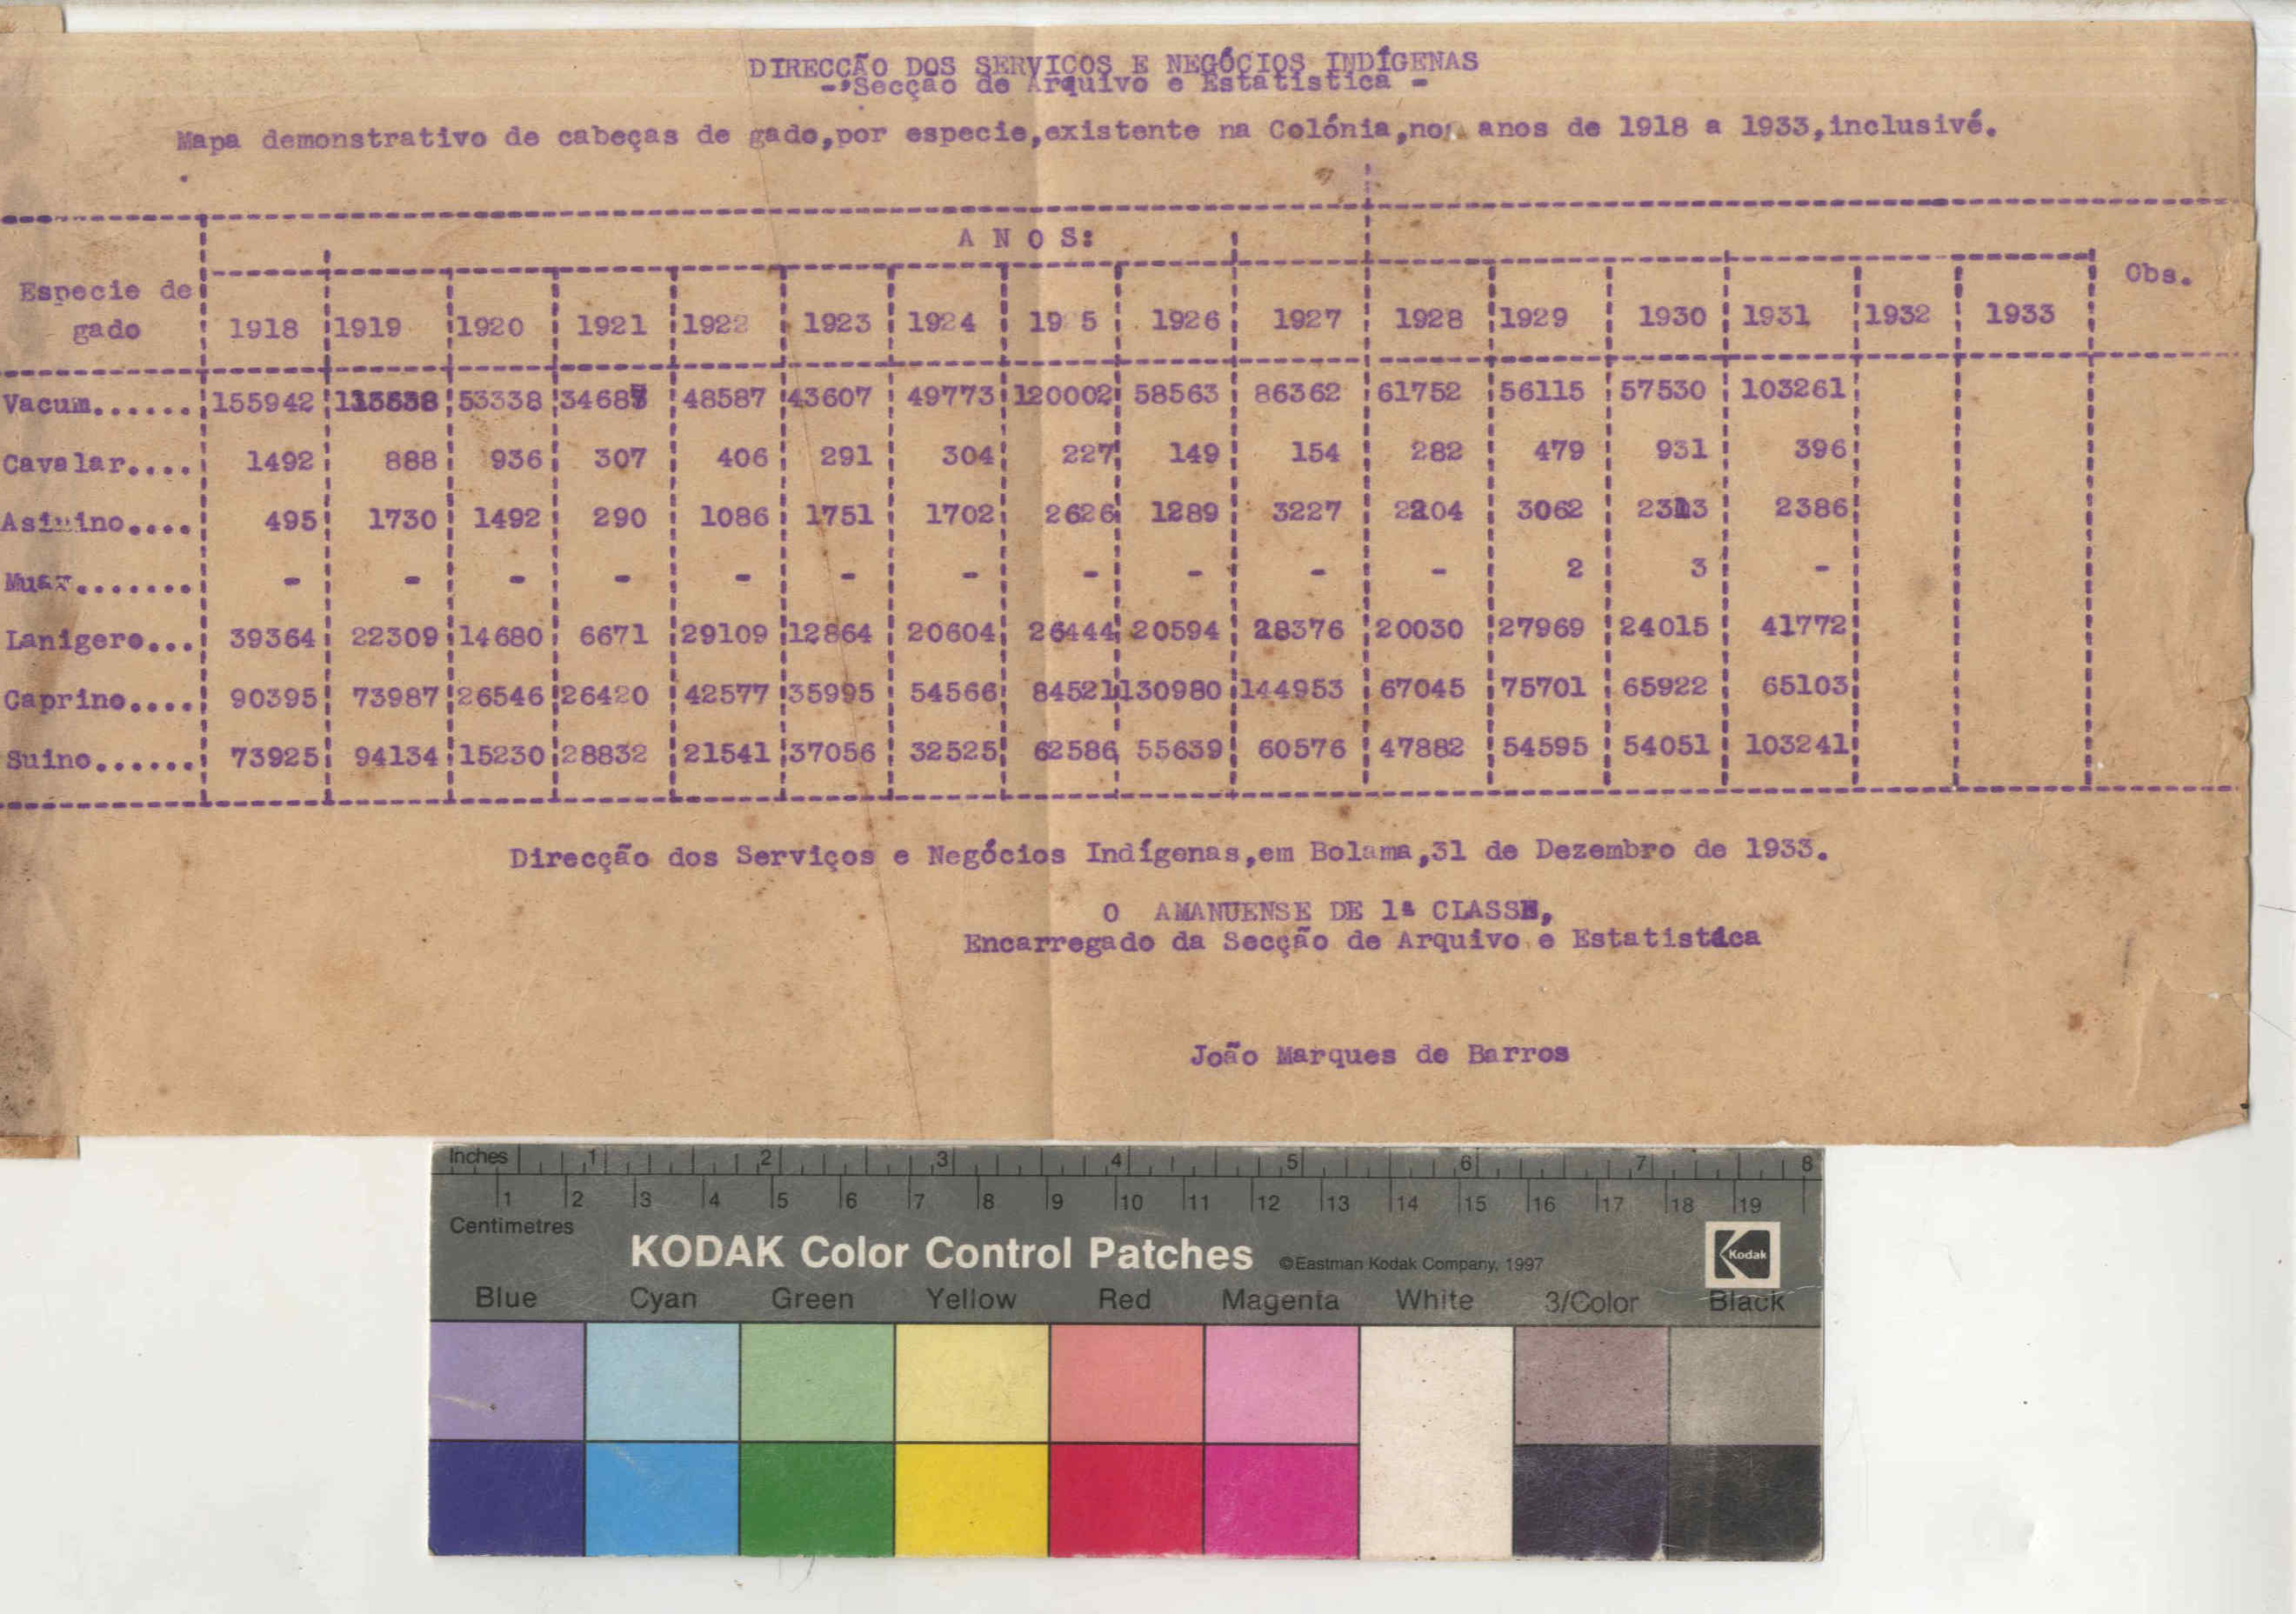 DIRECÇÃO DOS SERVIÇOS E NEGÓCIOS INDÍGENAS
- Secção de Arquivo e Estatistica -
Mapa demonstrativo de cabeças de gado,por especie,existente na Colónia,nos anos de 1918 a 1933,inclusivé.
A N O S:
Especie de gado 1918 1919 1920 1921 1922 1923 1924 19 5 1926 1927 1928 1929 1930 1931 1932 1933 Obs.
Vacum...... 155942 53338 48587 43607 49773 120002 58563 86362 61752 56115 57530 103261
Cavalar.... 1492 888 936 307 406 291 304 227 149 154 282 479 931 396
Asinino.... 495 1730 1492 290 1086 1751 1702 2626 1289 3227 3062 2386
Muar....... - - - - - - - - - - - 2 3 -
Lanigero... 39364 22309 14680 6671 29109 12864 20604 26444 20594 20030 27969 24015 41772
Caprino.... 90395 73987 26546 26420 42577 35995 54566 84521 130980 144953 67045 75701 65922 65103
Suino...... 73925 94134 15230 28832 21541 37056 32525 62586 55639 60576 47882 54595 54051 103241
Direcção dos Serviços e Negócios Indígenas,em Bolama,31 de Dezembro de 1933.
O AMANUENSE DE 1ª CLASSE,
Encarregado da Secção de Arquivo e Estatistica
João Marques de Barros
Inches 1 2 3 4 5 6 7 8
1 2 3 4 5 6 7 8 9 10 11 12 13 14 15 16 17 18 19
Centimetres
KODAK Color Control Patches ©Eastman Kodak Company, 1997 Kodak
Blue Cyan Green Yellow Red Magenta White 3/Color Black